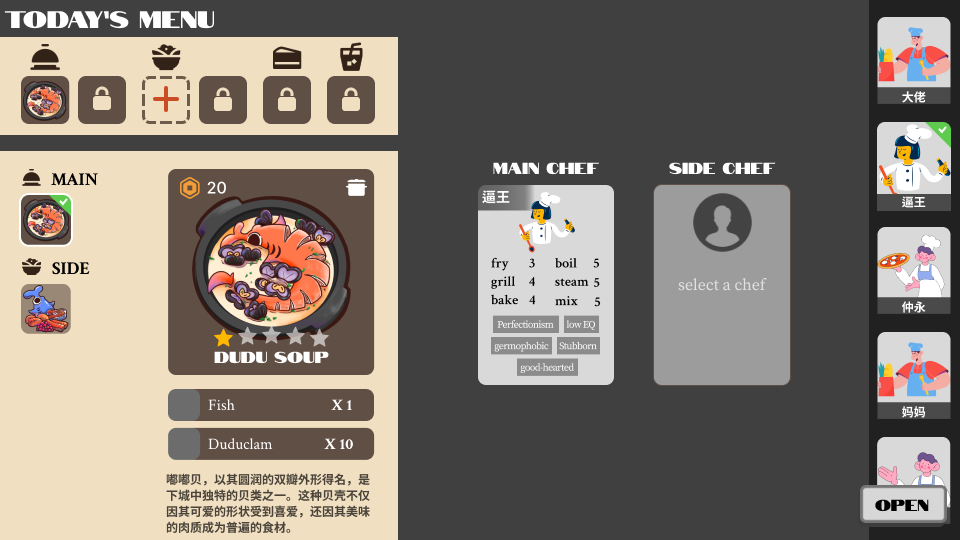 TODAY'S MENU
MAIN
20
SIDE
DUDU SOUP
Fish X 1
Duduclam X 10
嘟嘟贝，以其圆润的双瓣外形得名，是
下城中独特的贝类之一。这种贝壳不仅
因其可爱的形状受到喜爱，还因其美味
的肉质成为普遍的食材。
MAIN CHEF
逼王
fry 3 boil 5
grill 4 steam 5
bake 4 mix 5
Perfectionism low EQ
germophobic Stubborn
good-hearted
SIDE CHEF
select a chef
大佬
逼王
仲永
妈妈
OPEN